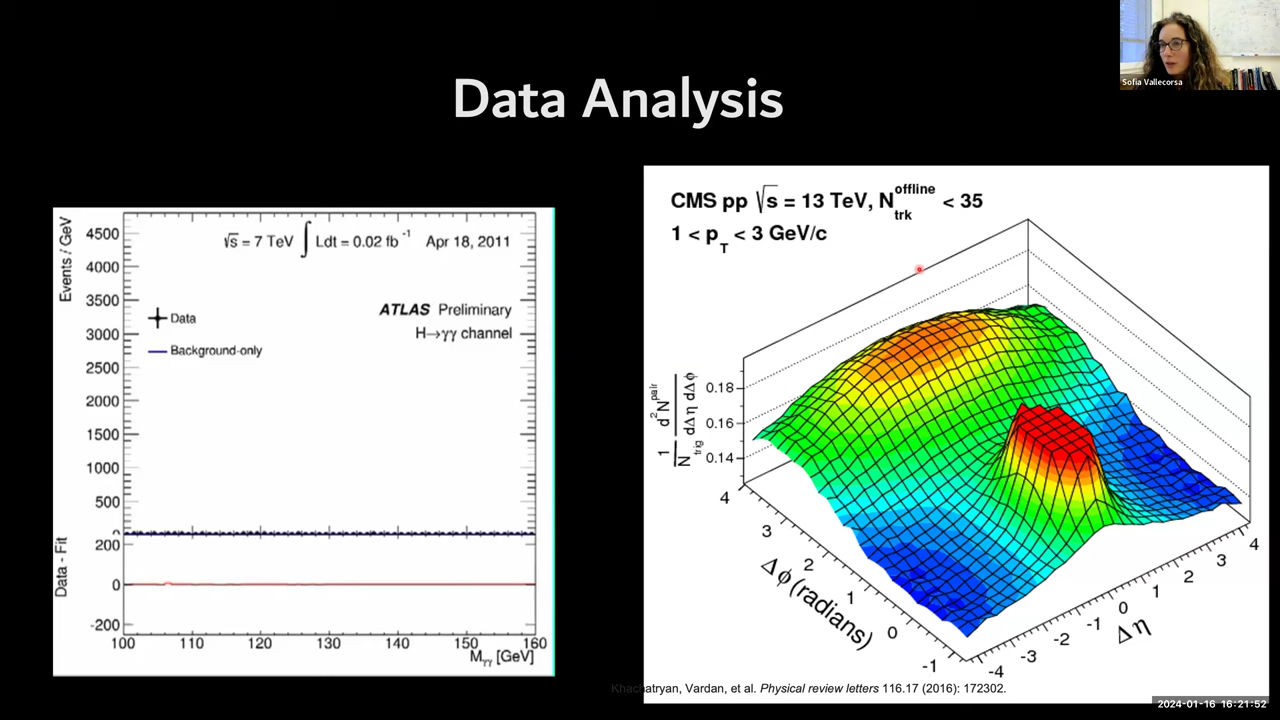 Sofia Vallecorsa
Data Analysis
Events / GeV
4500
4000
3500
3000
2500
2000
1500
1000
500
0
√s = 7 TeV ∫ Ldt = 0.02 fb⁻¹ Apr 18, 2011
ATLAS Preliminary
H→γγ channel
Data
Background-only
Data - Fit
200
0
-200
100 110 120 130 140 150 160
Mγγ [GeV]
CMS pp √s = 13 TeV, N trk offline < 35
1 < pT < 3 GeV/c
1/Ntrig d²Npair/dΔη dΔφ
0.18
0.16
0.14
4 3 2 1 0 -1
Δφ (radians)
-4 -3 -2 -1 0 1 2 3 4
Δη
Khachatryan, Vardan, et al. Physical review letters 116.17 (2016): 172302.
2024-01-16 16:21:52